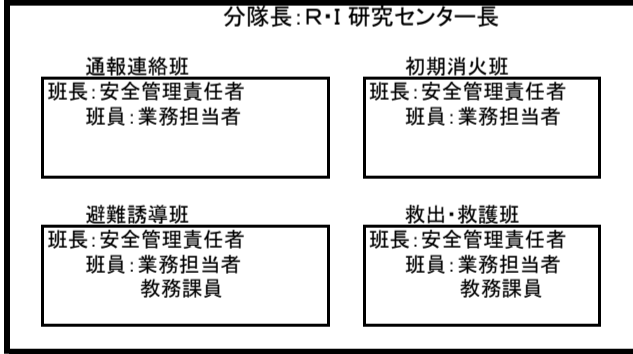 分隊長:R・I 研究センター長
通報連絡班
班長:安全管理責任者
班員:業務担当者
初期消火班
班長:安全管理責任者
班員:業務担当者
避難誘導班
班長:安全管理責任者
班員:業務担当者
教務課員
救出・救護班
班長:安全管理責任者
班員:業務担当者
教務課員